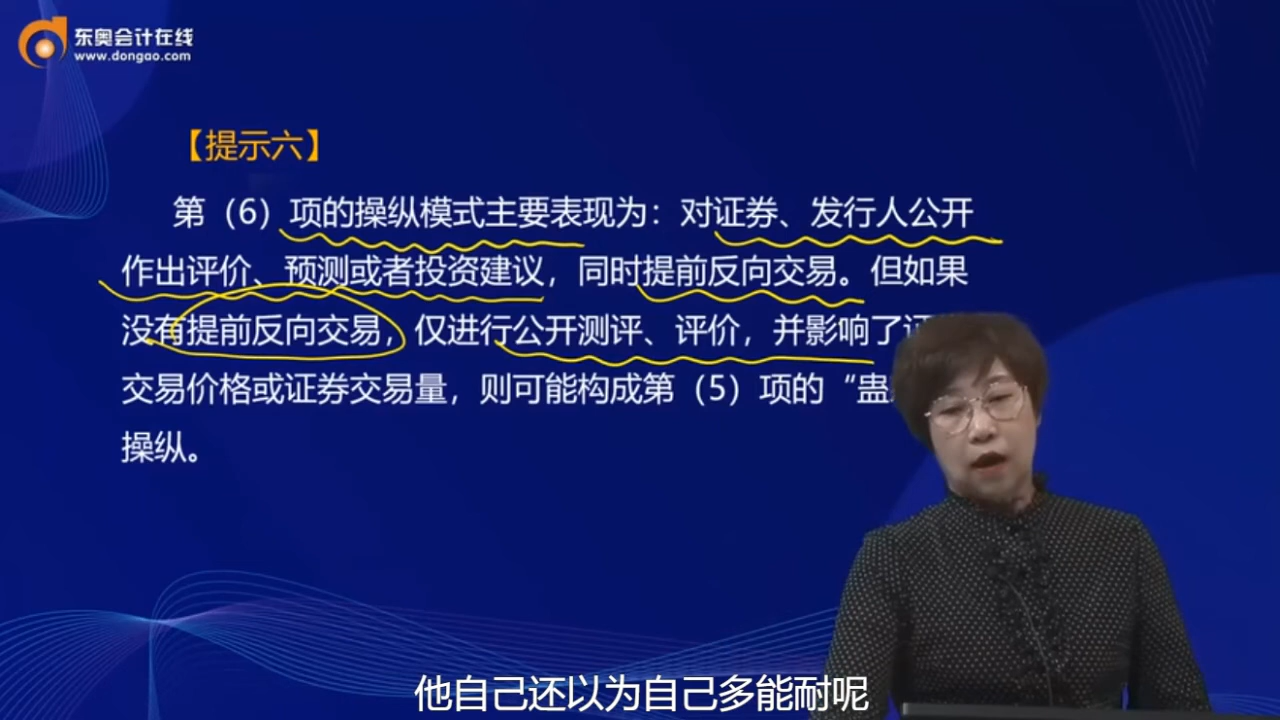 东奥会计在线
www.dongao.com
【提示六】
第（6）项的操纵模式主要表现为：对证券、发行人公开
作出评价、预测或者投资建议，同时提前反向交易。但如果
没有提前反向交易，仅进行公开测评、评价，并影响了证
交易价格或证券交易量，则可能构成第（5）项的“蛊
操纵。
他自己还以为自己多能耐呢